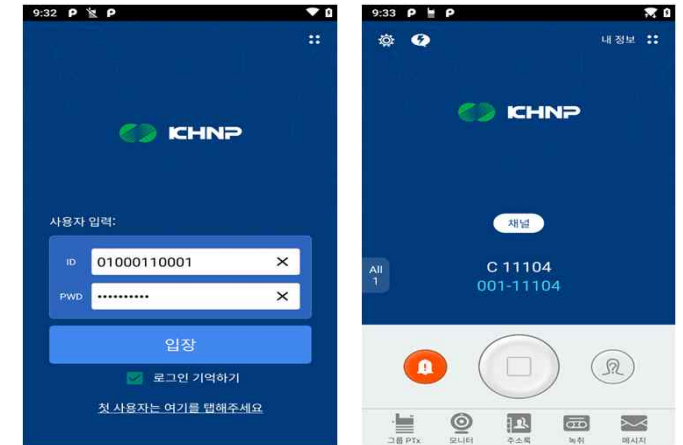 9:32
KHNP
사용자 입력:
ID 01000110001
PWD ••••••••••
입장
로그인 기억하기
첫 사용자는 여기를 탭해주세요
9:33
내 정보
KHNP
채널
All
1
C 11104
001-11104
그룹 PTx
모니터
주소록
녹취
메시지